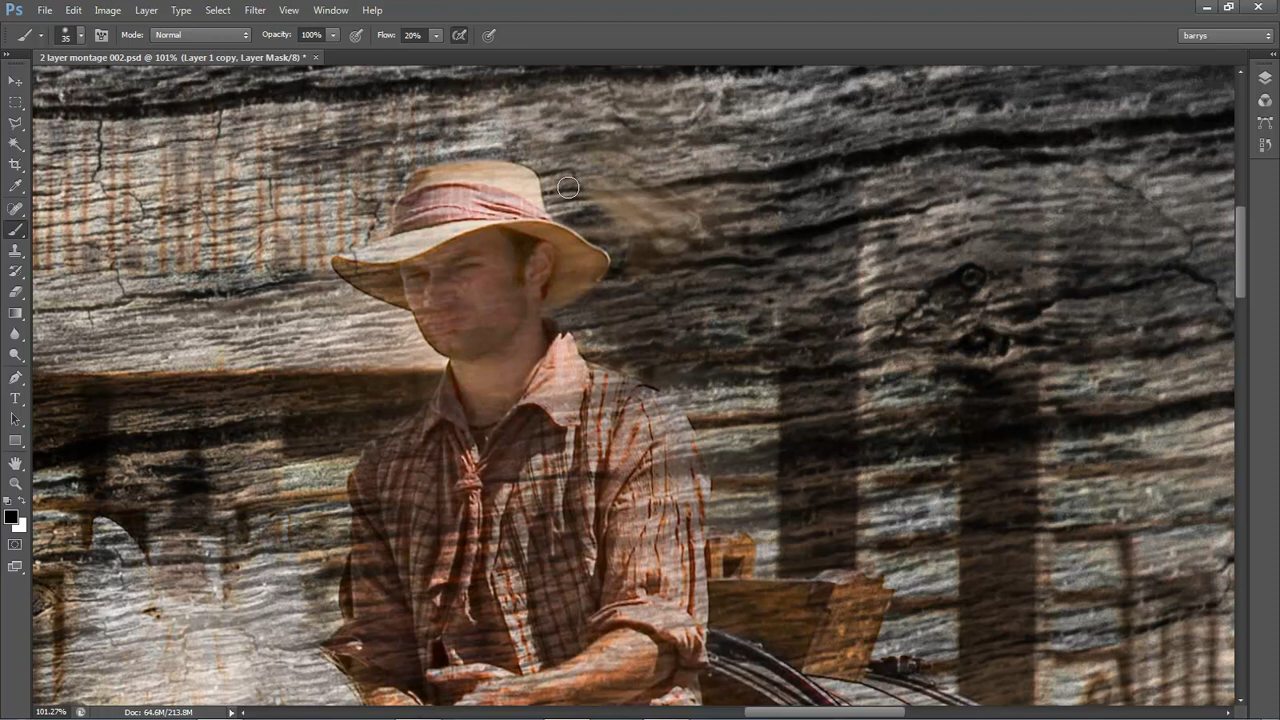 Ps File Edit Image Layer Type Select Filter View Window Help
35 Mode: Normal Opacity: 100% Flow: 20% barrys
2 layer montage 002.psd @ 101% (Layer 1 copy, Layer Mask/8) * ×
T
101.27% Doc: 64.6M/213.8M